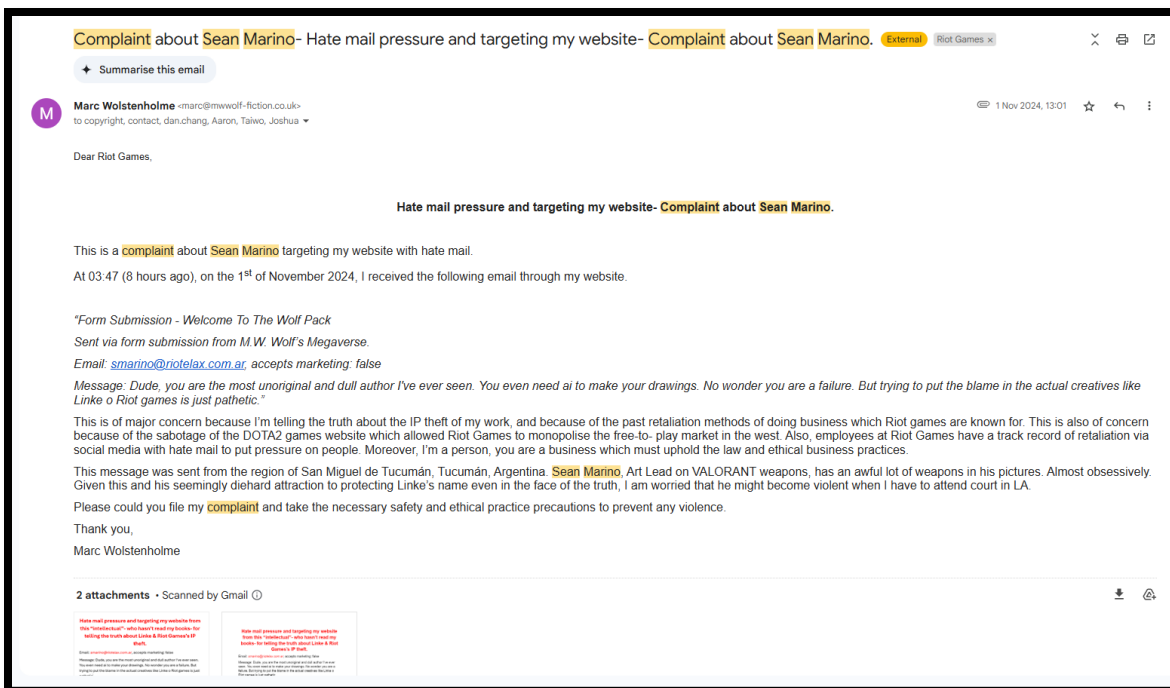 Complaint about Sean Marino- Hate mail pressure and targeting my website- Complaint about Sean Marino. External Riot Games ×
Summarise this email
M
Marc Wolstenholme <marc@mwwolf-fiction.co.uk>
1 Nov 2024, 13:01
to copyright, contact, dan.chang, Aaron, Taiwo, Joshua
Dear Riot Games,
Hate mail pressure and targeting my website- Complaint about Sean Marino.
This is a complaint about Sean Marino targeting my website with hate mail.
At 03:47 (8 hours ago), on the 1st of November 2024, I received the following email through my website.
“Form Submission - Welcome To The Wolf Pack
Sent via form submission from M.W. Wolf’s Megaverse.
Email: smarino@riotelax.com.ar, accepts marketing: false
Message: Dude, you are the most unoriginal and dull author I've ever seen. You even need ai to make your drawings. No wonder you are a failure. But trying to put the blame in the actual creatives like
Linke o Riot games is just pathetic.”
This is of major concern because I’m telling the truth about the IP theft of my work, and because of the past retaliation methods of doing business which Riot games are known for. This is also of concern
because of the sabotage of the DOTA2 games website which allowed Riot Games to monopolise the free-to- play market in the west. Also, employees at Riot Games have a track record of retaliation via
social media with hate mail to put pressure on people. Moreover, I’m a person, you are a business which must uphold the law and ethical business practices.
This message was sent from the region of San Miguel de Tucumán, Tucumán, Argentina. Sean Marino, Art Lead on VALORANT weapons, has an awful lot of weapons in his pictures. Almost obsessively.
Given this and his seemingly diehard attraction to protecting Linke’s name even in the face of the truth, I am worried that he might become violent when I have to attend court in LA.
Please could you file my complaint and take the necessary safety and ethical practice precautions to prevent any violence.
Thank you,
Marc Wolstenholme
2 attachments • Scanned by Gmail
Hate mail pressure and targeting my website from
this "intellectual"- who hasn't read my books- for
telling the truth about Linke & Riot Games's IP
theft.
Hate mail pressure and targeting my website
from this "intellectual"- who hasn't read my
books- for telling the truth about Linke & Riot
Games's IP theft.